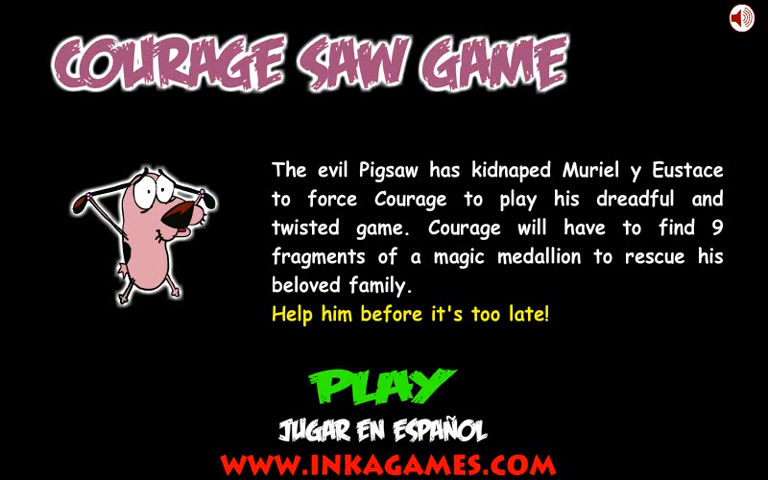 COURAGE SAW GAME
The evil Pigsaw has kidnaped Muriel y Eustace
to force Courage to play his dreadful and
twisted game. Courage will have to find 9
fragments of a magic medallion to rescue his
beloved family.
Help him before it's too late!
PLAY
JUGAR EN ESPAÑOL
WWW.INKAGAMES.COM